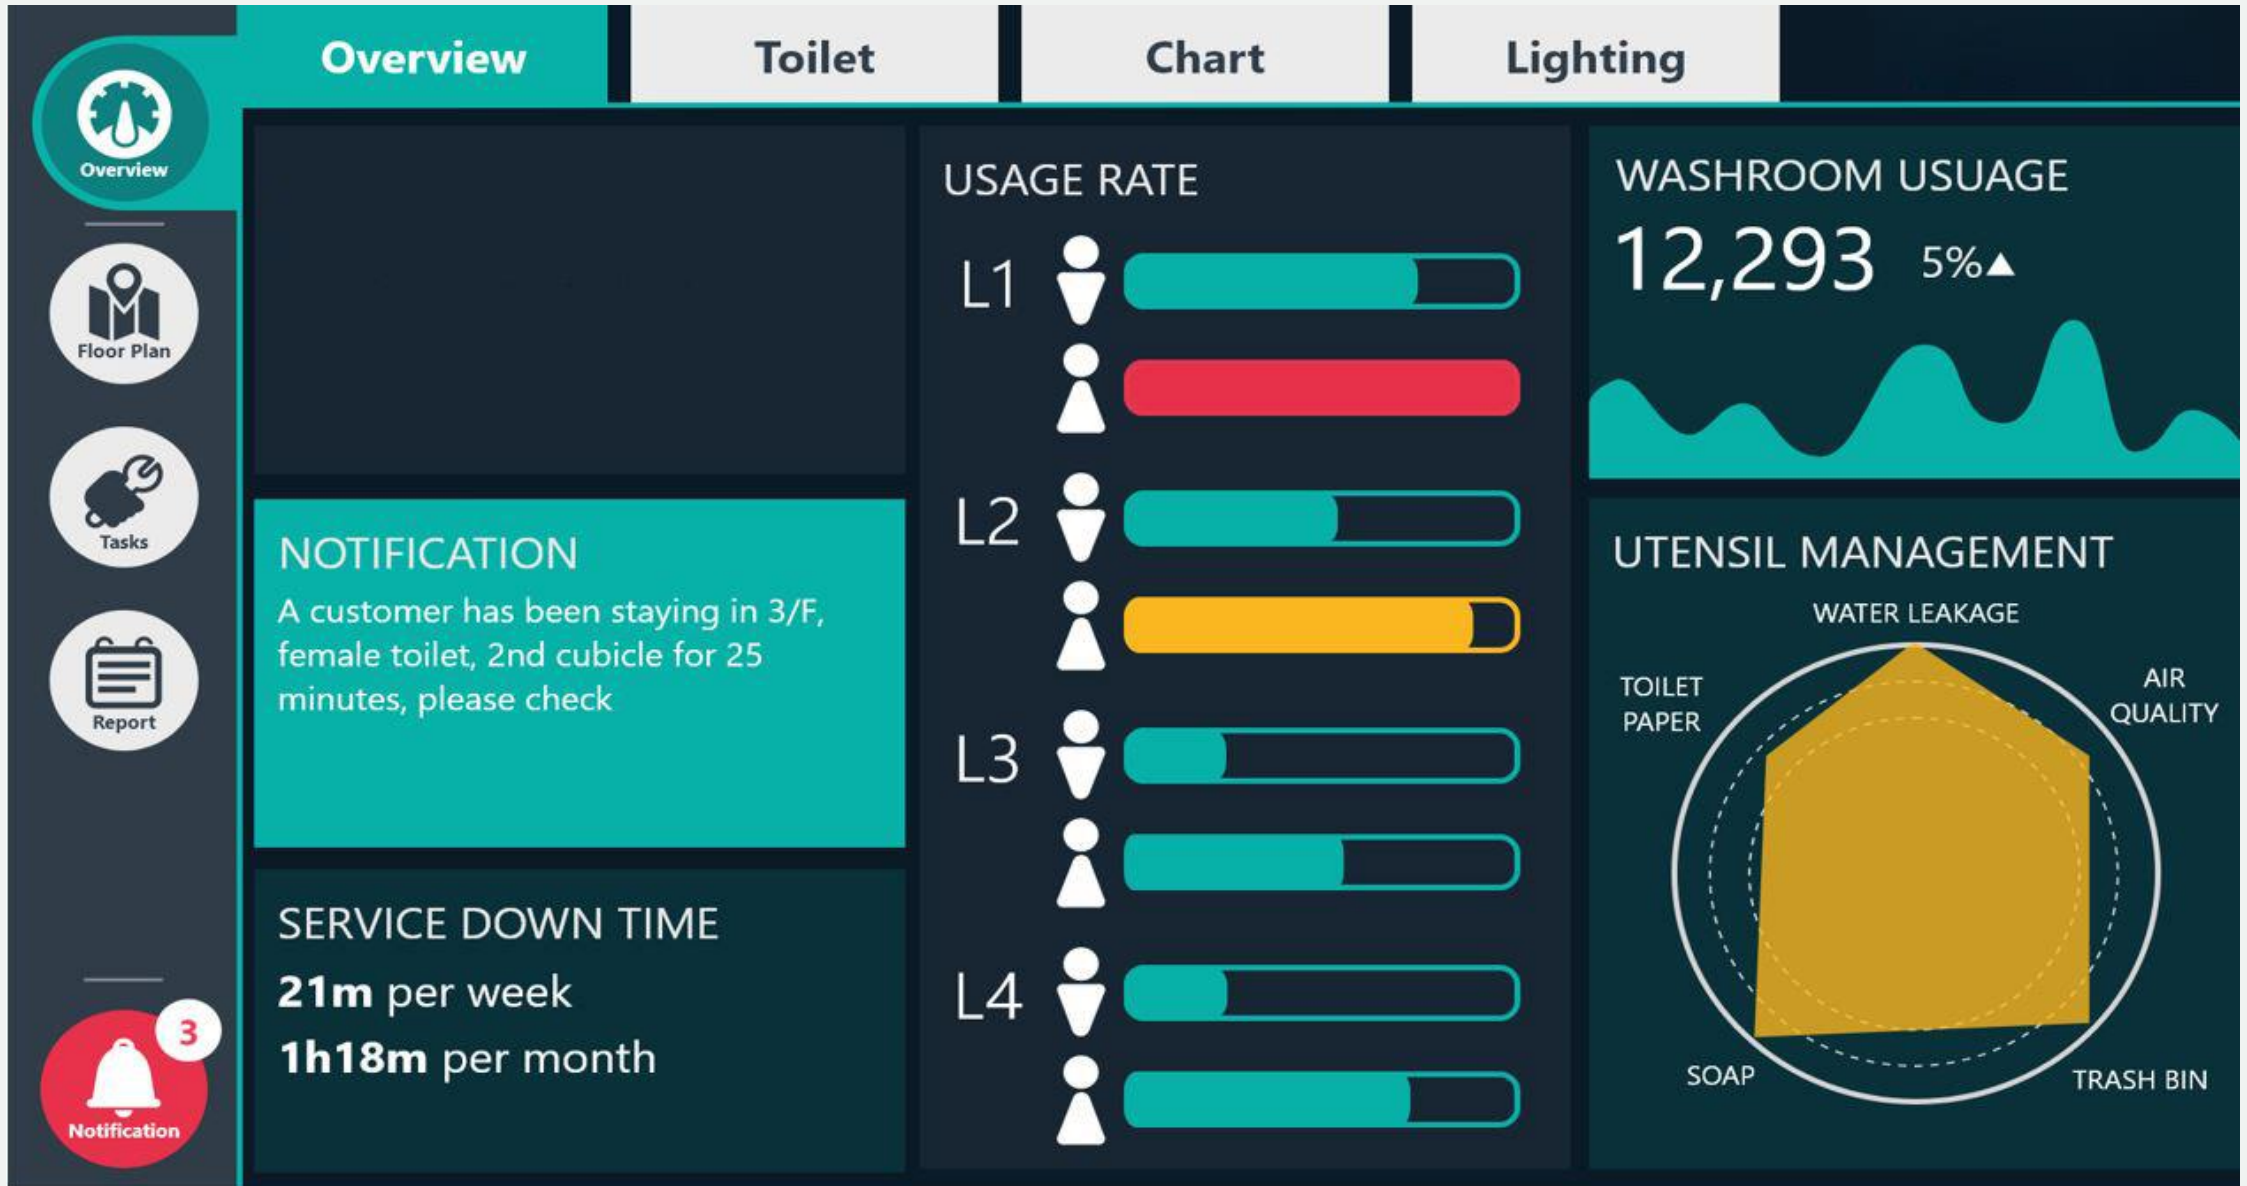 Overview
Toilet
Chart
Lighting
Overview
Floor Plan
Tasks
Report
3
Notification
NOTIFICATION
A customer has been staying in 3/F,
female toilet, 2nd cubicle for 25
minutes, please check
SERVICE DOWN TIME
21m per week
1h18m per month
USAGE RATE
L1
L2
L3
L4
WASHROOM USUAGE
12,293 5%▲
UTENSIL MANAGEMENT
WATER LEAKAGE
TOILET
PAPER
AIR
QUALITY
SOAP
TRASH BIN